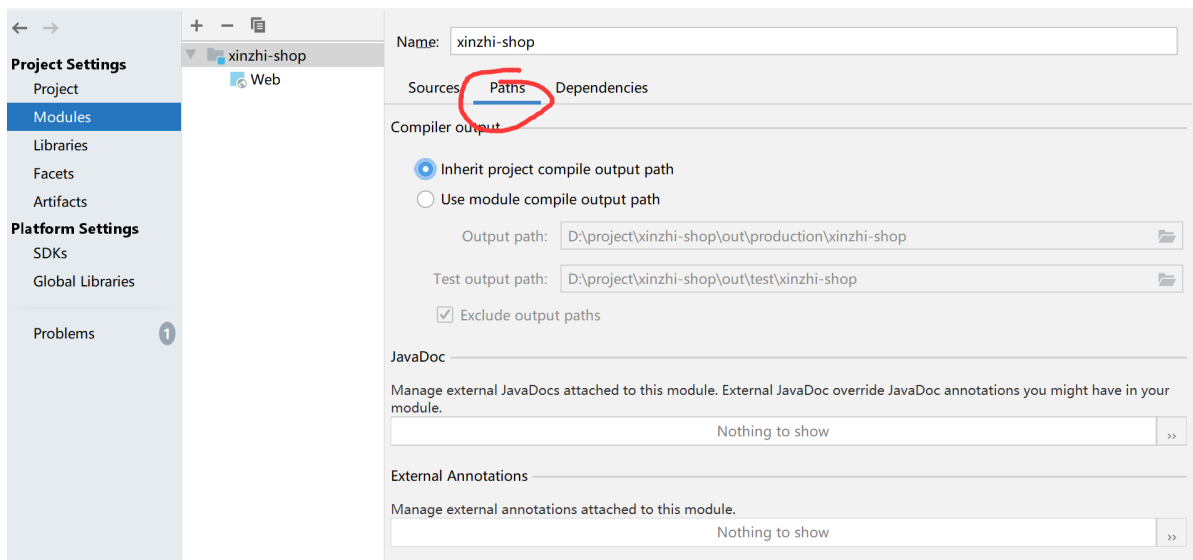 Project Settings
Project
Modules
Libraries
Facets
Artifacts
Platform Settings
SDKs
Global Libraries
Problems
1
xinzhi-shop
Web
Name: xinzhi-shop
Sources Paths Dependencies
Compiler output
Inherit project compile output path
Use module compile output path
Output path: D:\project\xinzhi-shop\out\production\xinzhi-shop
Test output path: D:\project\xinzhi-shop\out\test\xinzhi-shop
Exclude output paths
JavaDoc
Manage external JavaDocs attached to this module. External JavaDoc override JavaDoc annotations you might have in your
module.
Nothing to show
External Annotations
Manage external annotations attached to this module.
Nothing to show